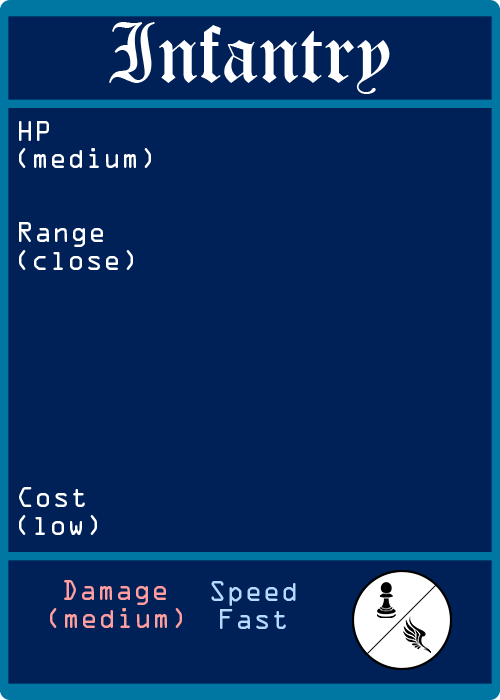 Infantry
HP
(medium)
Range
(close)
Cost
(low)
Damage
(medium)
Speed
Fast